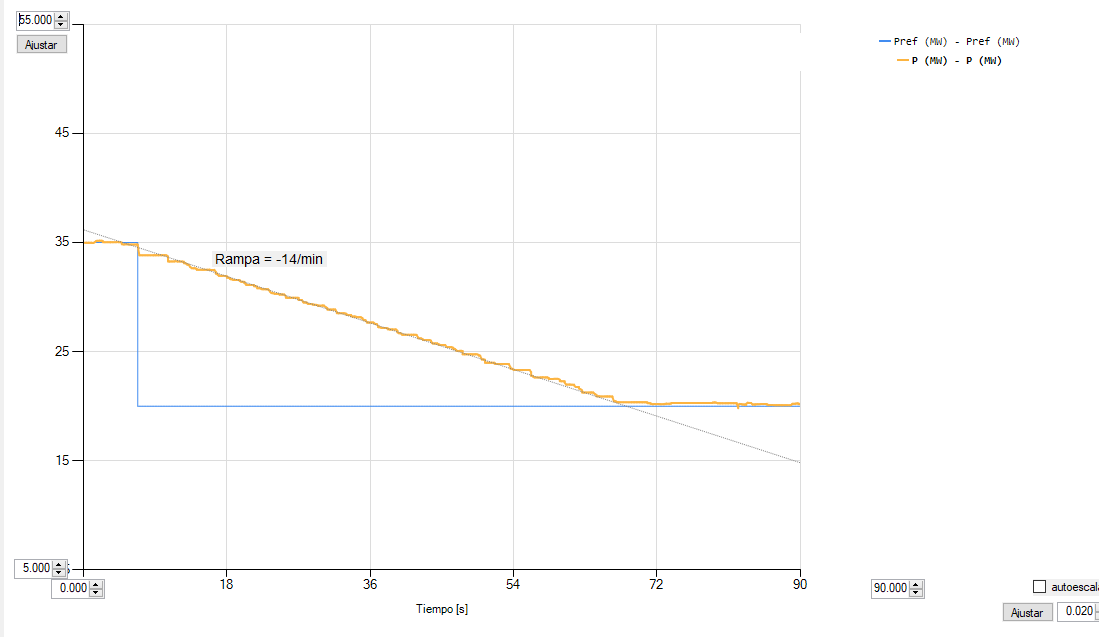 55.000
Ajustar
Pref (MW) - Pref (MW)
P (MW) - P (MW)
45
35
Rampa = -14/min
25
15
5.000
0.000
18
36
54
72
90
90.000
Tiempo [s]
autoescala
Ajustar
0.020